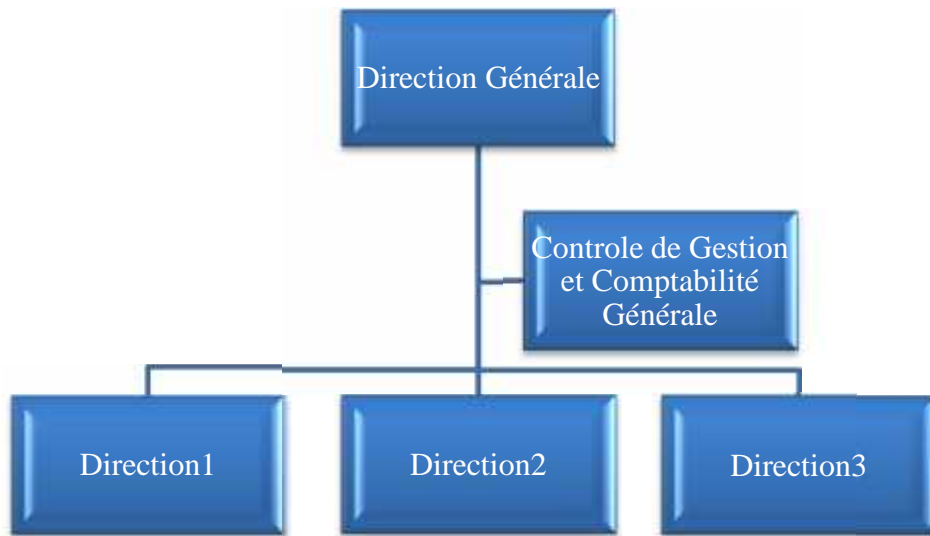 Direction Générale
Controle de Gestion
et Comptabilité
Générale
Direction1
Direction2
Direction3